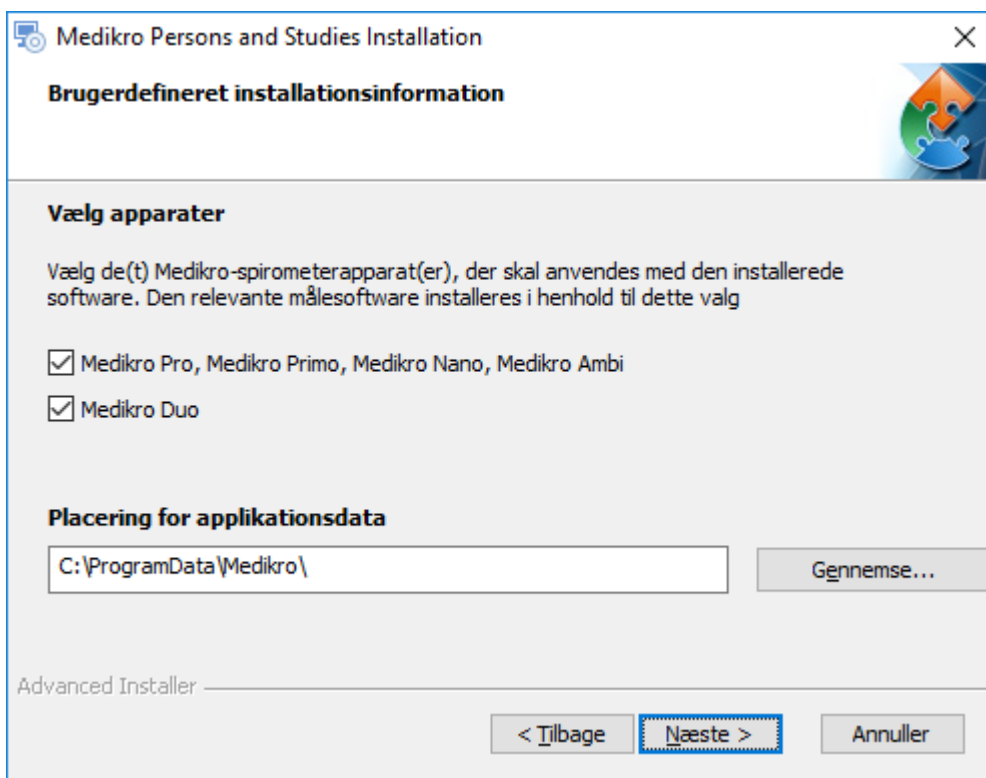 Medikro Persons and Studies Installation
Brugerdefineret installationsinformation
Vælg apparater
Vælg de(t) Medikro-spirometerapparat(er), der skal anvendes med den installerede
software. Den relevante målesoftware installeres i henhold til dette valg
Medikro Pro, Medikro Primo, Medikro Nano, Medikro Ambi
Medikro Duo
Placering for applikationsdata
C:\ProgramData\Medikro\
Gennemse...
Advanced Installer
< Tilbage
Næste >
Annuller